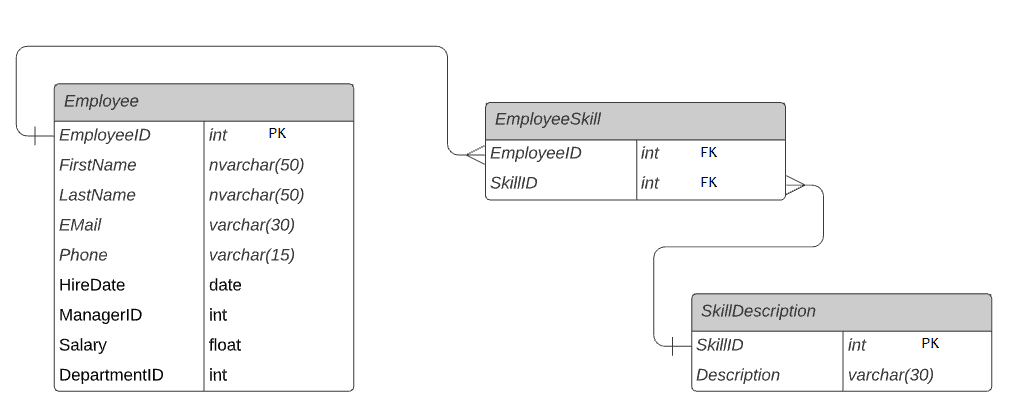 Employee
EmployeeID int PK
FirstName nvarchar(50)
LastName nvarchar(50)
EMail varchar(30)
Phone varchar(15)
HireDate date
ManagerID int
Salary float
DepartmentID int
EmployeeSkill
EmployeeID int FK
SkillID int FK
SkillDescription
SkillID int PK
Description varchar(30)